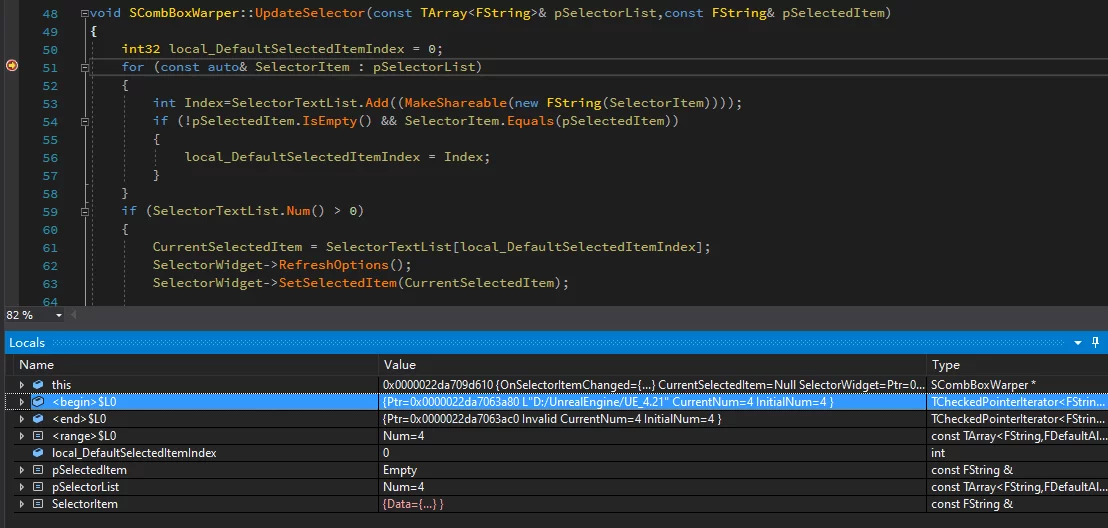 48 void SCombBoxWarper::UpdateSelector(const TArray<FString>& pSelectorList,const FString& pSelectedItem)
49 {
50 int32 local_DefaultSelectedItemIndex = 0;
51 for (const auto& SelectorItem : pSelectorList)
52 {
53 int Index=SelectorTextList.Add((MakeShareable(new FString(SelectorItem))));
54 if (!pSelectedItem.IsEmpty() && SelectorItem.Equals(pSelectedItem))
55 {
56 local_DefaultSelectedItemIndex = Index;
57 }
58 }
59 if (SelectorTextList.Num() > 0)
60 {
61 CurrentSelectedItem = SelectorTextList[local_DefaultSelectedItemIndex];
62 SelectorWidget->RefreshOptions();
63 SelectorWidget->SetSelectedItem(CurrentSelectedItem);
64
82 %
Locals
Name Value Type
this 0x0000022da709d610 {OnSelectorItemChanged={...} CurrentSelectedItem=Null SelectorWidget=Ptr=0... SCombBoxWarper *
<begin>$L0 {Ptr=0x0000022da7063a80 L"D:/UnrealEngine/UE_4.21" CurrentNum=4 InitialNum=4 } TCheckedPointerIterator<FStrin...
<end>$L0 {Ptr=0x0000022da7063ac0 Invalid CurrentNum=4 InitialNum=4 } TCheckedPointerIterator<FStrin...
<range>$L0 Num=4 const TArray<FString,FDefaultAl...
local_DefaultSelectedItemIndex 0 int
pSelectedItem Empty const FString &
pSelectorList Num=4 const TArray<FString,FDefaultAl...
SelectorItem {Data={...} } const FString &